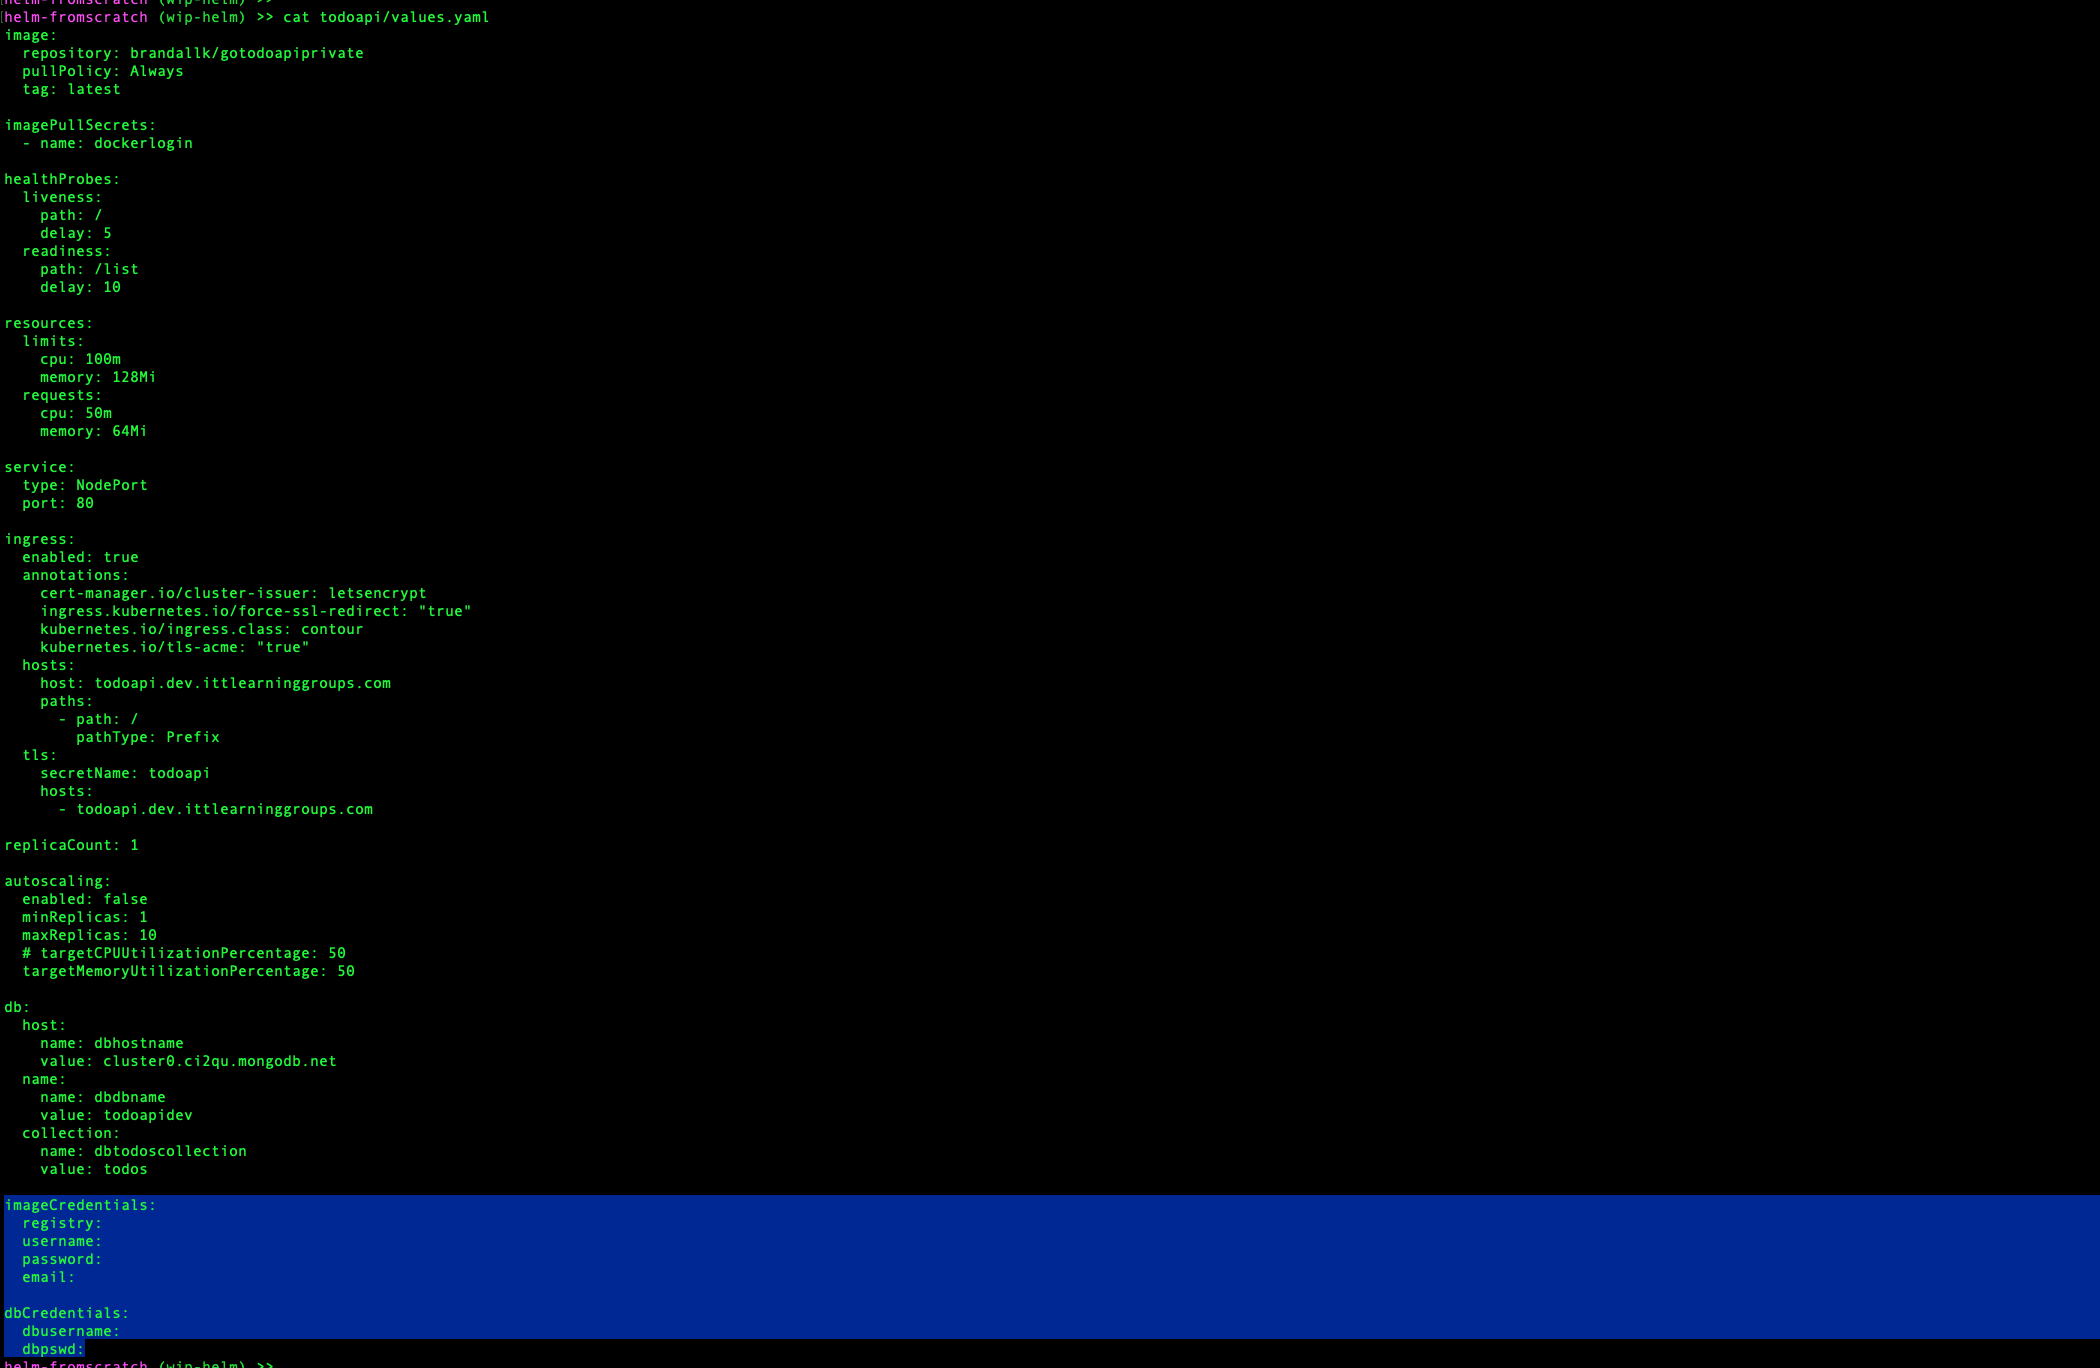 helm-fromscratch (wip-helm) >>
helm-fromscratch (wip-helm) >> cat todoapi/values.yaml
image:
  repository: brandallk/gotodoapiprivate
  pullPolicy: Always
  tag: latest

imagePullSecrets:
  - name: dockerlogin

healthProbes:
  liveness:
    path: /
    delay: 5
  readiness:
    path: /list
    delay: 10

resources:
  limits:
    cpu: 100m
    memory: 128Mi
  requests:
    cpu: 50m
    memory: 64Mi

service:
  type: NodePort
  port: 80

ingress:
  enabled: true
  annotations:
    cert-manager.io/cluster-issuer: letsencrypt
    ingress.kubernetes.io/force-ssl-redirect: "true"
    kubernetes.io/ingress.class: contour
    kubernetes.io/tls-acme: "true"
  hosts:
    host: todoapi.dev.ittlearninggroups.com
    paths:
      - path: /
        pathType: Prefix
  tls:
    secretName: todoapi
    hosts:
      - todoapi.dev.ittlearninggroups.com

replicaCount: 1

autoscaling:
  enabled: false
  minReplicas: 1
  maxReplicas: 10
  # targetCPUUtilizationPercentage: 50
  targetMemoryUtilizationPercentage: 50

db:
  host:
    name: dbhostname
    value: cluster0.ci2qu.mongodb.net
  name:
    name: dbdbname
    value: todoapidev
  collection:
    name: dbtodoscollection
    value: todos

imageCredentials:
  registry:
  username:
  password:
  email:

dbCredentials:
  dbusername:
  dbpswd:
helm-fromscratch (wip-helm) >>